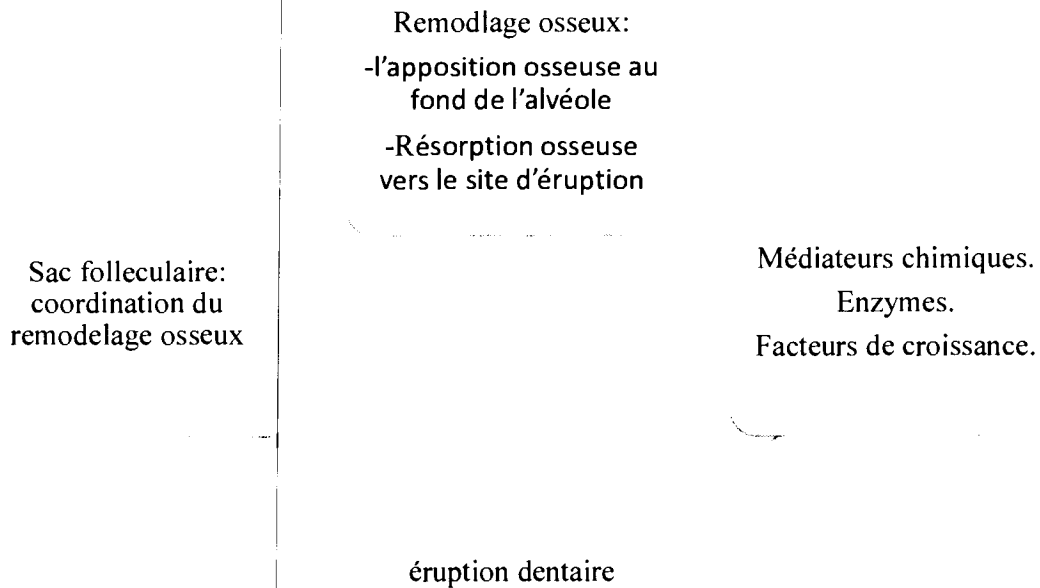 Remodlage osseux:
-l'apposition osseuse au
fond de l'alvéole
-Résorption osseuse
vers le site d'éruption
Sac folleculaire:
coordination du
remodelage osseux
Médiateurs chimiques.
Enzymes.
Facteurs de croissance.
éruption dentaire